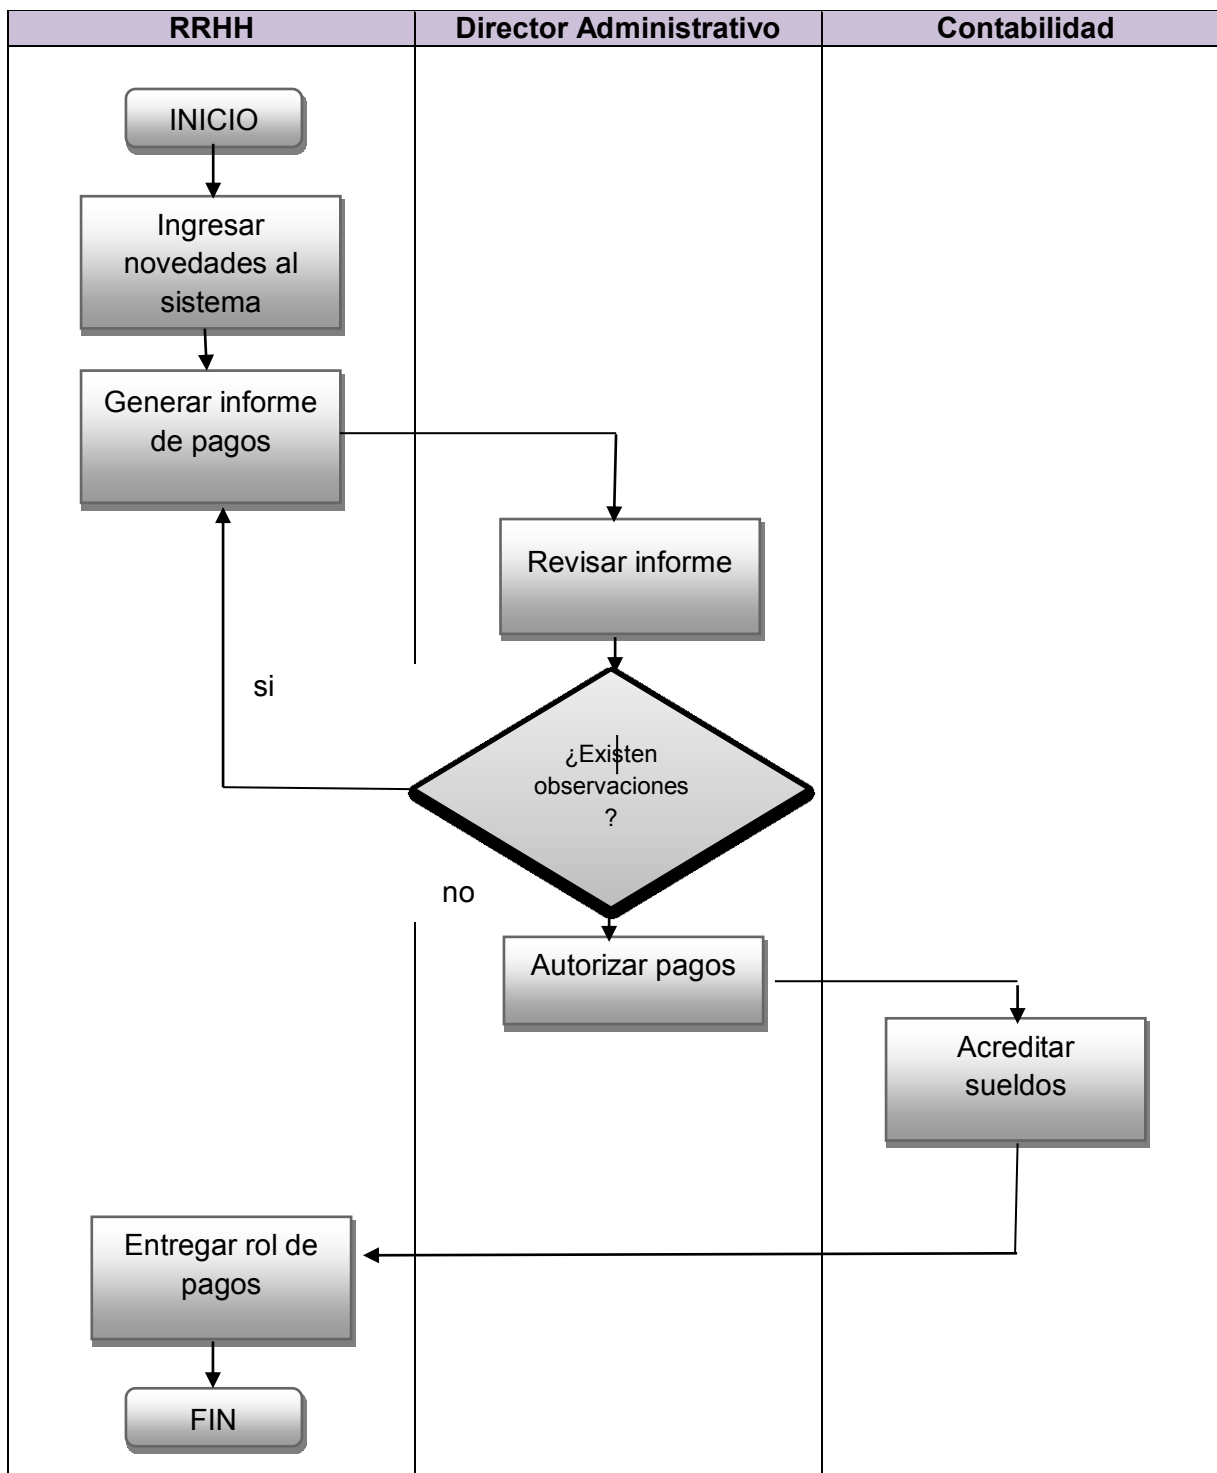 RRHH
Director Administrativo
Contabilidad
INICIO
Ingresar
novedades al
sistema
Generar informe
de pagos
Revisar informe
si
¿Existen
observaciones
?
no
Autorizar pagos
Acreditar
sueldos
Entregar rol de
pagos
FIN